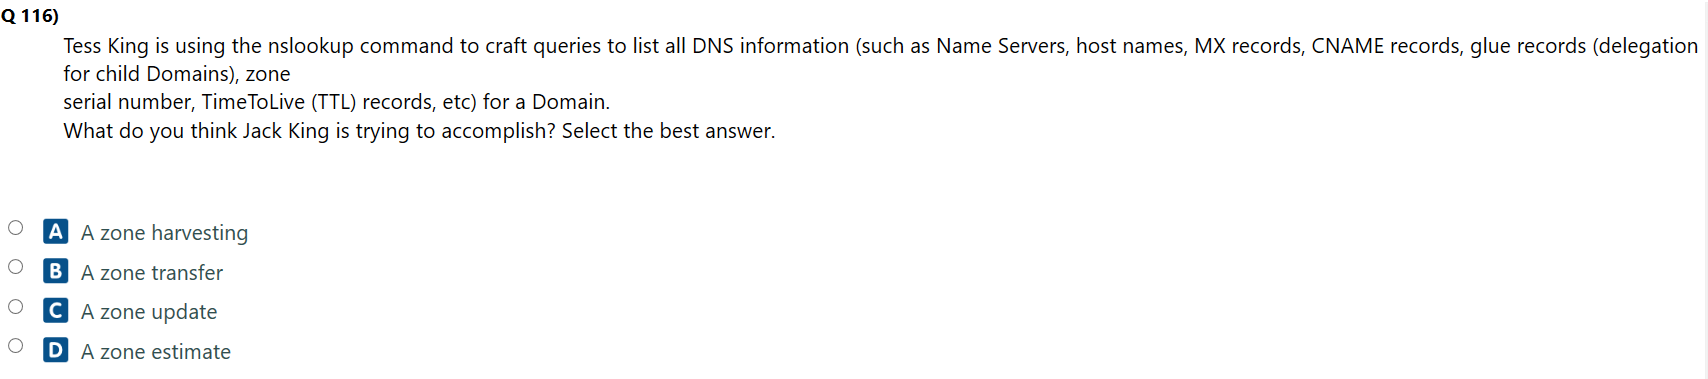 Q 116)
Tess King is using the nslookup command to craft queries to list all DNS information (such as Name Servers, host names, MX records, CNAME records, glue records (delegation
for child Domains), zone
serial number, TimeToLive (TTL) records, etc) for a Domain.
What do you think Jack King is trying to accomplish? Select the best answer.
A A zone harvesting
B A zone transfer
C A zone update
D A zone estimate